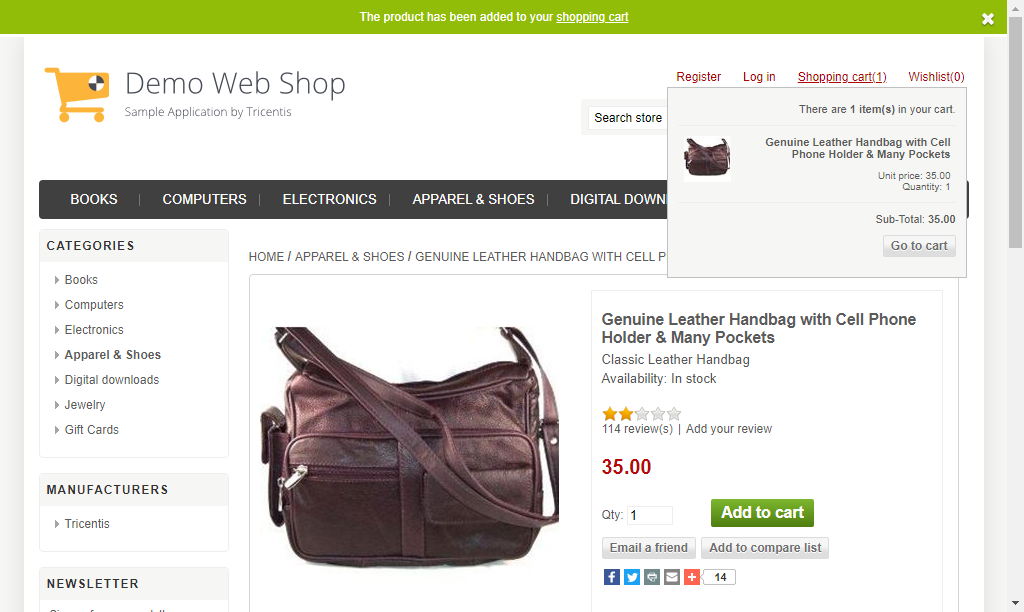 The product has been added to your shopping cart
Demo Web Shop
Sample Application by Tricentis
Register
Log in
Shopping cart(1)
Wishlist(0)
Search store
There are 1 item(s) in your cart.
Genuine Leather Handbag with Cell
Phone Holder & Many Pockets
Unit price: 35.00
Quantity: 1
Sub-Total: 35.00
Go to cart
BOOKS
COMPUTERS
ELECTRONICS
APPAREL & SHOES
DIGITAL DOWN
CATEGORIES
Books
Computers
Electronics
Apparel & Shoes
Digital downloads
Jewelry
Gift Cards
MANUFACTURERS
Tricentis
NEWSLETTER
HOME / APPAREL & SHOES / GENUINE LEATHER HANDBAG WITH CELL P
Genuine Leather Handbag with Cell Phone
Holder & Many Pockets
Classic Leather Handbag
Availability: In stock
114 review(s) | Add your review
35.00
Qty: 1
Add to cart
Email a friend
Add to compare list
14